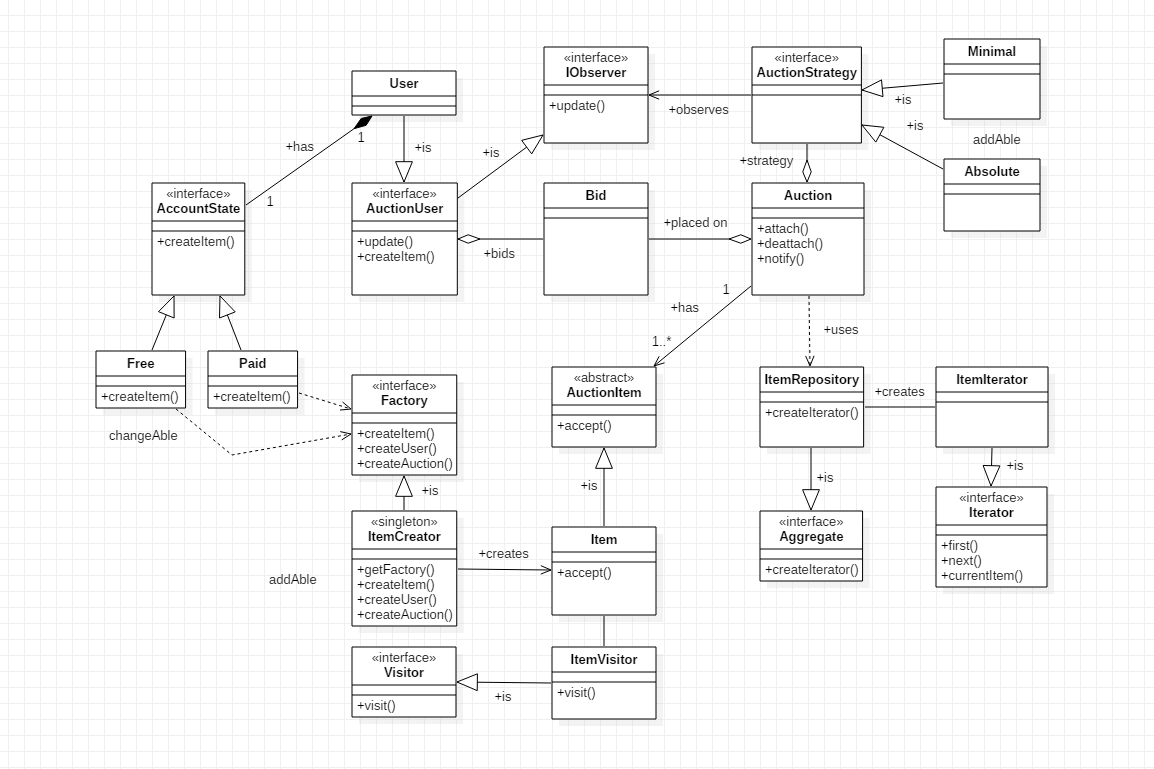 «interface»
IObserver
+update()
«interface»
AuctionStrategy
Minimal
User
+is
+observes
+is
addAble
+has
1
+is
+is
+strategy
Absolute
«interface»
AccountState
+createItem()
1
«interface»
AuctionUser
+update()
+createItem()
Bid
+bids
+placed on
Auction
+attach()
+deattach()
+notify()
1
+has
1..*
+uses
Free
+createItem()
Paid
+createItem()
changeAble
«interface»
Factory
+createItem()
+createUser()
+createAuction()
+is
«abstract»
AuctionItem
+accept()
+is
ItemRepository
+createIterator()
+creates
ItemIterator
+is
+is
«interface»
Aggregate
+createIterator()
«interface»
Iterator
+first()
+next()
+currentItem()
addAble
«singleton»
ItemCreator
+getFactory()
+createItem()
+createUser()
+createAuction()
+creates
Item
+accept()
«interface»
Visitor
+visit()
+is
ItemVisitor
+visit()